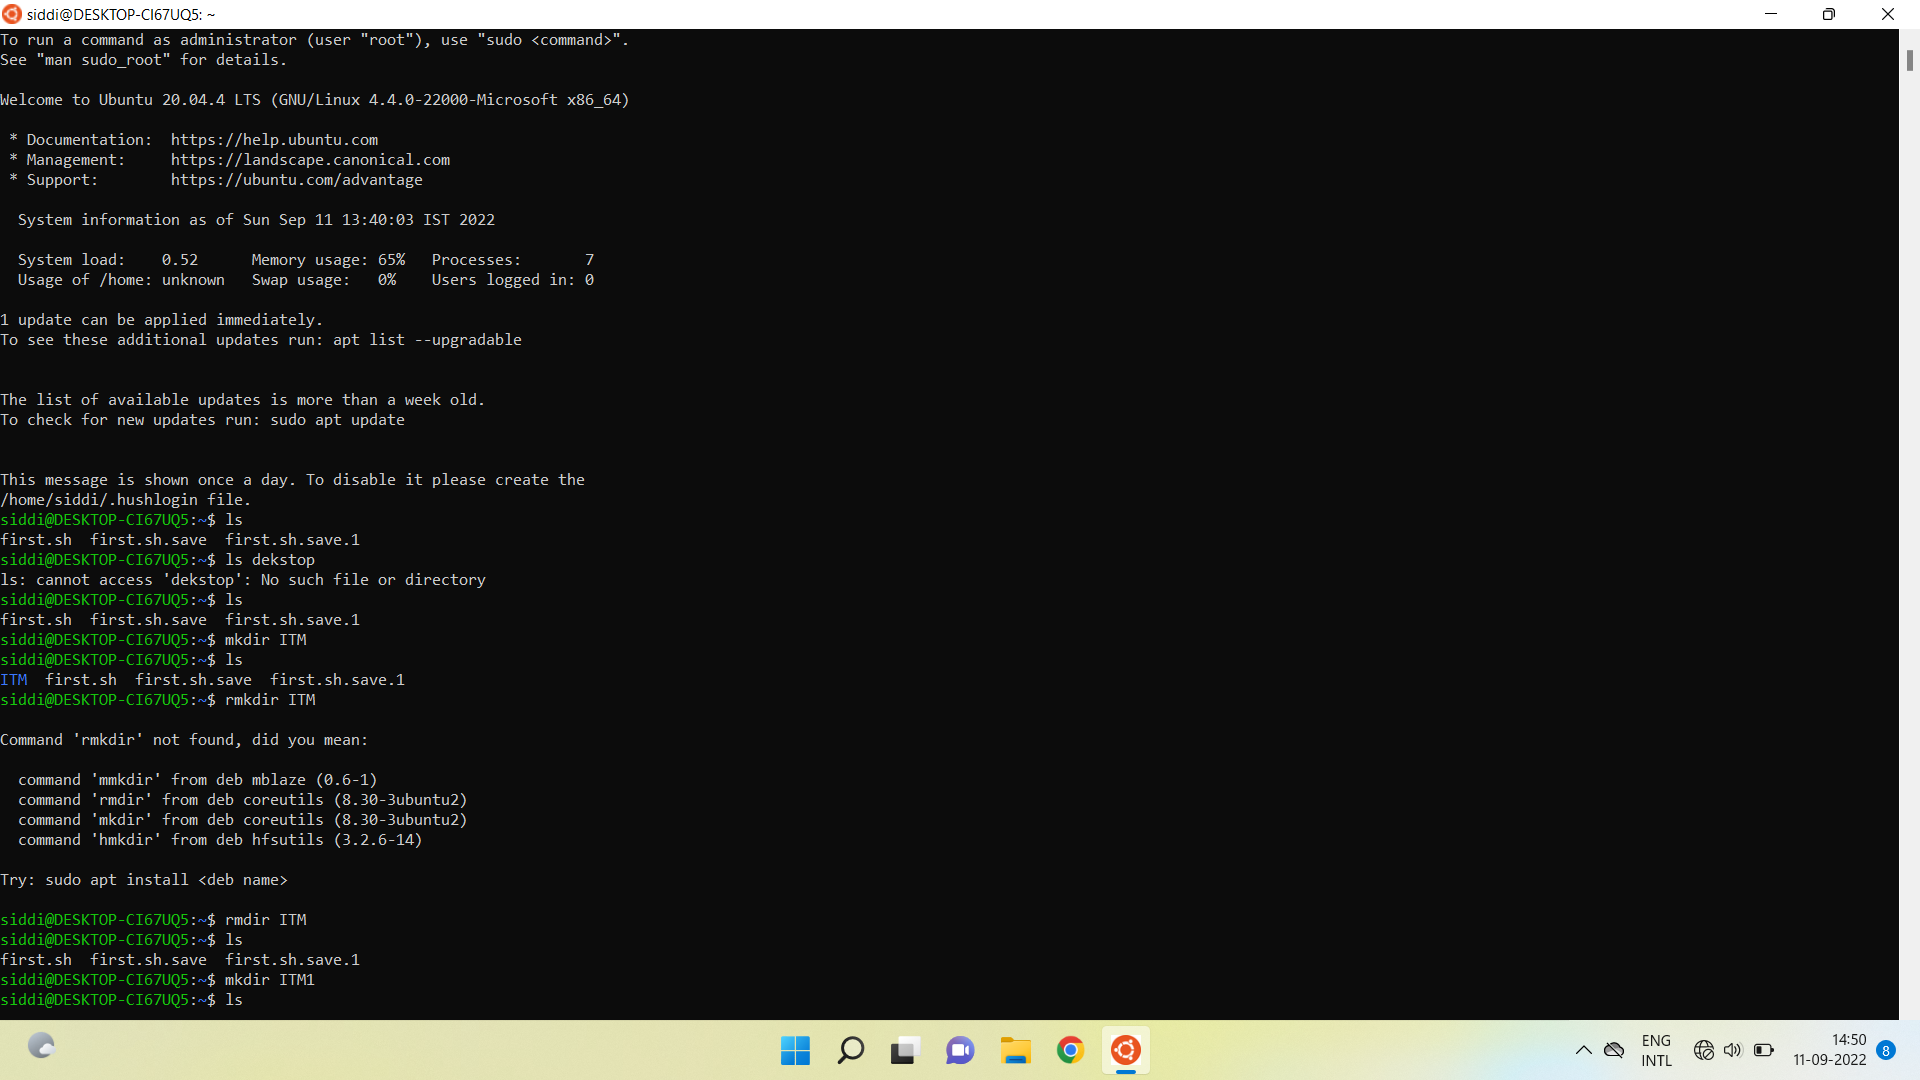 siddi@DESKTOP-CI67UQ5: ~
To run a command as administrator (user "root"), use "sudo <command>".
See "man sudo_root" for details.
Welcome to Ubuntu 20.04.4 LTS (GNU/Linux 4.4.0-22000-Microsoft x86_64)
* Documentation:  https://help.ubuntu.com
* Management:     https://landscape.canonical.com
* Support:        https://ubuntu.com/advantage
System information as of Sun Sep 11 13:40:03 IST 2022
System load:    0.52      Memory usage: 65%   Processes:       7
Usage of /home: unknown   Swap usage:   0%    Users logged in: 0
1 update can be applied immediately.
To see these additional updates run: apt list --upgradable
The list of available updates is more than a week old.
To check for new updates run: sudo apt update
This message is shown once a day. To disable it please create the
/home/siddi/.hushlogin file.
siddi@DESKTOP-CI67UQ5:~$ ls
first.sh  first.sh.save  first.sh.save.1
siddi@DESKTOP-CI67UQ5:~$ ls dekstop
ls: cannot access 'dekstop': No such file or directory
siddi@DESKTOP-CI67UQ5:~$ ls
first.sh  first.sh.save  first.sh.save.1
siddi@DESKTOP-CI67UQ5:~$ mkdir ITM
siddi@DESKTOP-CI67UQ5:~$ ls
ITM  first.sh  first.sh.save  first.sh.save.1
siddi@DESKTOP-CI67UQ5:~$ rmkdir ITM
Command 'rmkdir' not found, did you mean:
command 'mmkdir' from deb mblaze (0.6-1)
command 'rmdir' from deb coreutils (8.30-3ubuntu2)
command 'mkdir' from deb coreutils (8.30-3ubuntu2)
command 'hmkdir' from deb hfsutils (3.2.6-14)
Try: sudo apt install <deb name>
siddi@DESKTOP-CI67UQ5:~$ rmdir ITM
siddi@DESKTOP-CI67UQ5:~$ ls
first.sh  first.sh.save  first.sh.save.1
siddi@DESKTOP-CI67UQ5:~$ mkdir ITM1
siddi@DESKTOP-CI67UQ5:~$ ls
ENG
INTL
14:50
11-09-2022
8